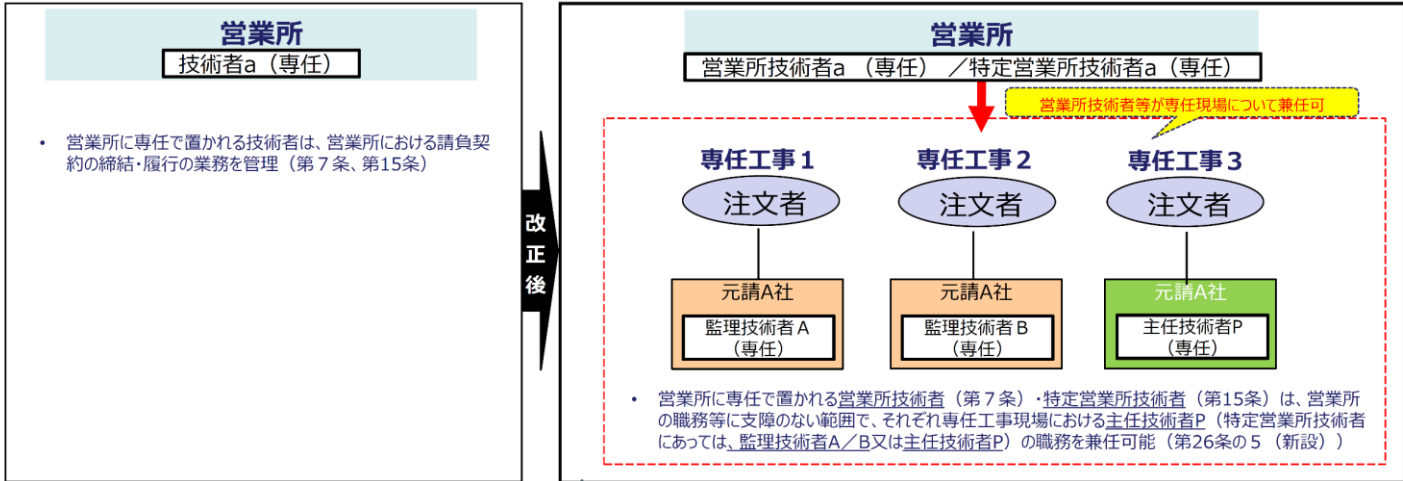 営業所
技術者a（専任）
• 営業所に専任で置かれる技術者は、営業所における請負契
約の締結・履行の業務を管理（第７条、第15条）
改
正
後
営業所
営業所技術者a （専任） ／特定営業所技術者a（専任）
営業所技術者等が専任現場について兼任可
専任工事１
専任工事２
専任工事３
注文者
注文者
注文者
元請A社
元請A社
元請A社
監理技術者Ａ
（専任）
監理技術者Ｂ
（専任）
主任技術者P
（専任）
• 営業所に専任で置かれる営業所技術者（第７条）・特定営業所技術者（第15条）は、営業所
の職務等に支障のない範囲で、それぞれ専任工事現場における主任技術者P（特定営業所技術者
にあっては、監理技術者A／B又は主任技術者P）の職務を兼任可能（第26条の５（新設））